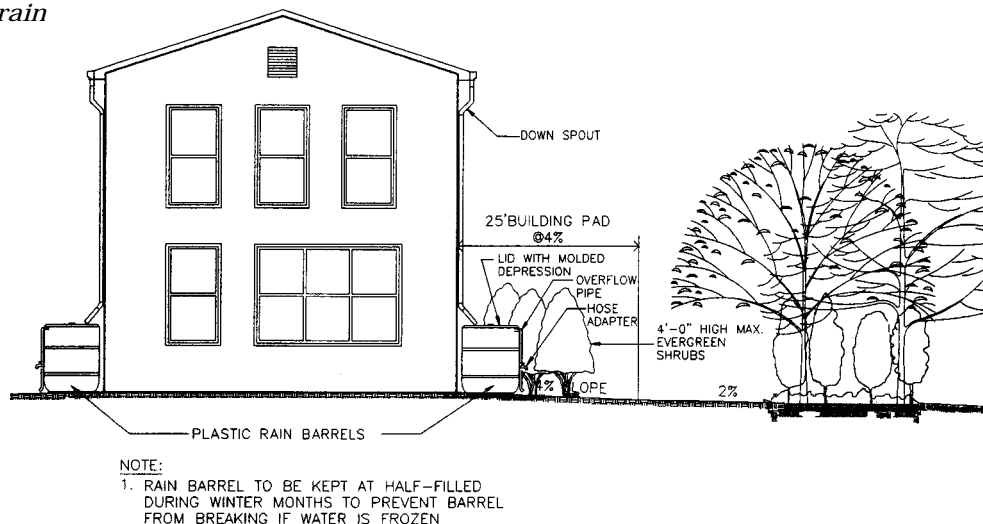 rain
DOWN SPOUT
25'BUILDING PAD
@4%
LID WITH MOLDED
DEPRESSION
OVERFLOW
PIPE
HOSE
ADAPTER
4'-0" HIGH MAX.
EVERGREEN
SHRUBS
4% LOPE
2%
PLASTIC RAIN BARRELS
NOTE:
1. RAIN BARREL TO BE KEPT AT HALF-FILLED
DURING WINTER MONTHS TO PREVENT BARREL
FROM BREAKING IF WATER IS FROZEN